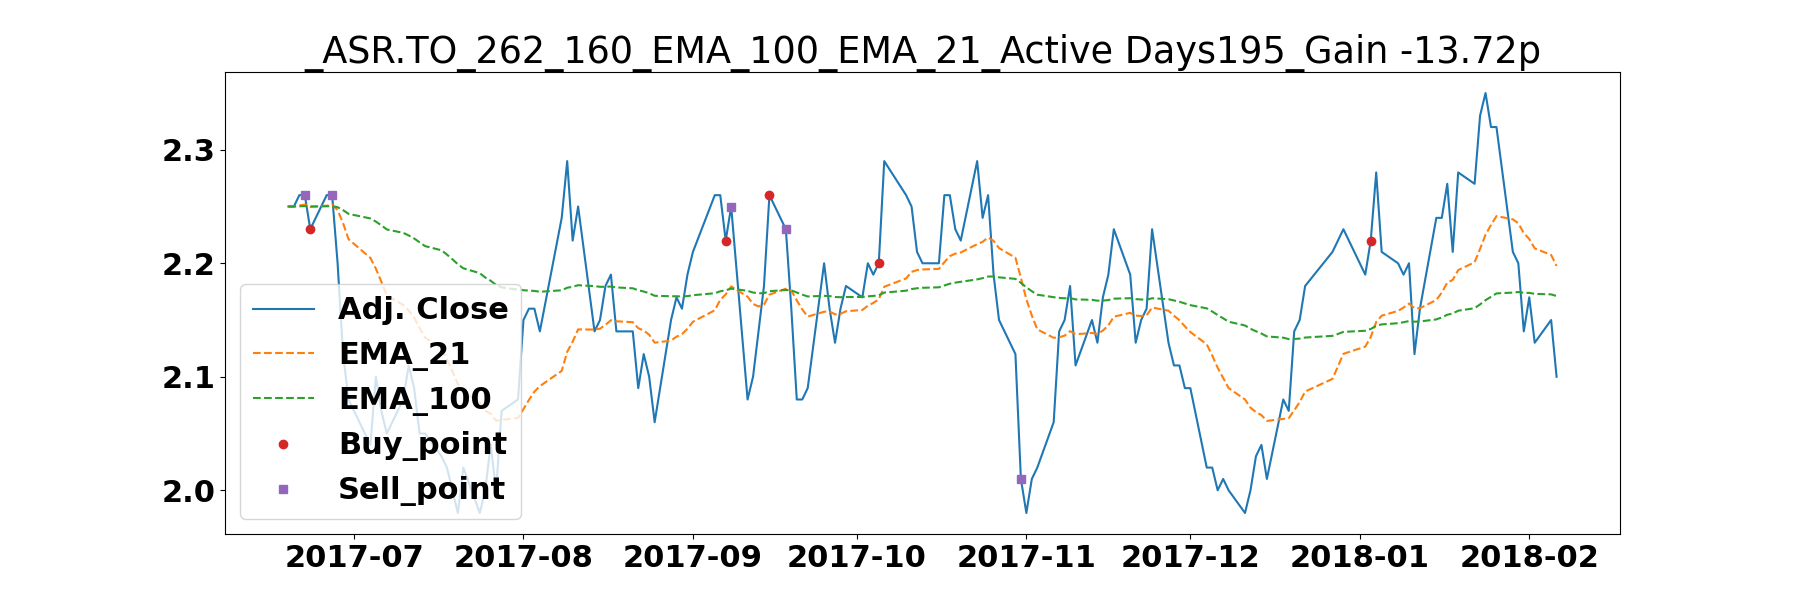 _ASR.TO_262_160_EMA_100_EMA_21_Active Days195_Gain -13.72p
2.3
2.2
2.1
2.0
Adj. Close
EMA_21
EMA_100
Buy_point
Sell_point
2017-07 2017-08 2017-09 2017-10 2017-11 2017-12 2018-01 2018-02